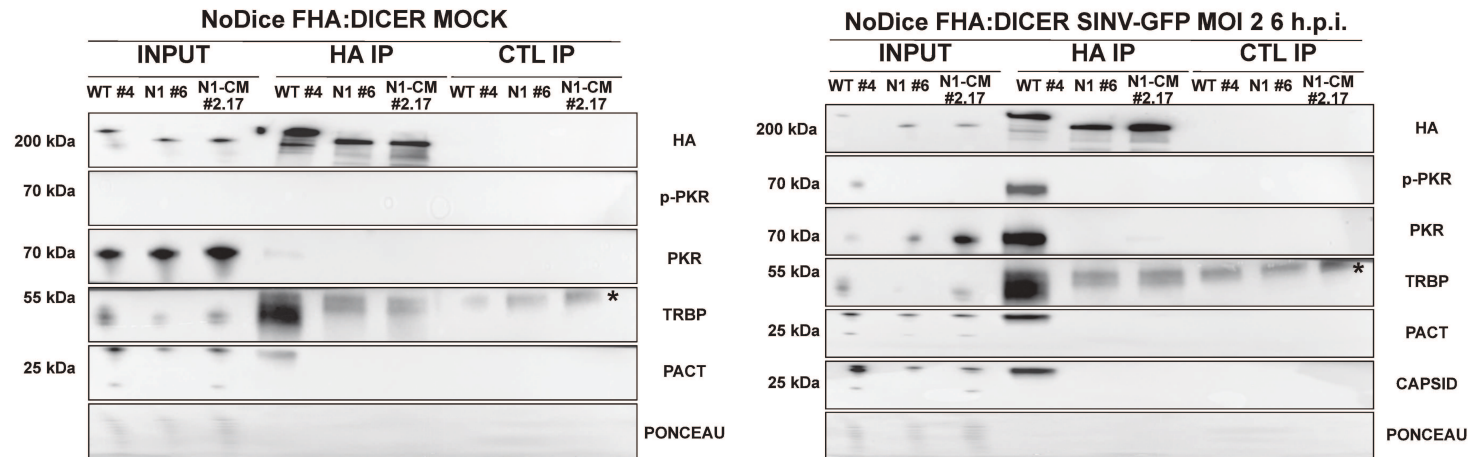 NoDice FHA:DICER MOCK
INPUT HA IP CTL IP
WT #4 N1 #6 N1-CM #2.17 WT #4 N1 #6 N1-CM #2.17 WT #4 N1 #6 N1-CM #2.17
200 kDa HA
70 kDa p-PKR
70 kDa PKR
55 kDa * TRBP
25 kDa PACT
PONCEAU
NoDice FHA:DICER SINV-GFP MOI 2 6 h.p.i.
INPUT HA IP CTL IP
WT #4 N1 #6 N1-CM #2.17 WT #4 N1 #6 N1-CM #2.17 WT #4 N1 #6 N1-CM #2.17
200 kDa HA
70 kDa p-PKR
70 kDa PKR
55 kDa * TRBP
25 kDa PACT
25 kDa CAPSID
PONCEAU